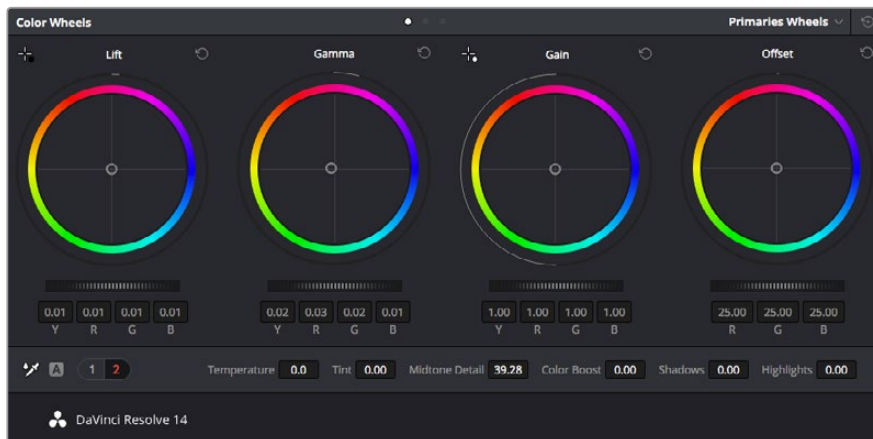 Color Wheels Primaries Wheels
Lift Gamma Gain Offset
0.01 0.01 0.01 0.01 0.02 0.03 0.02 0.01 1.00 1.00 1.00 1.00 25.00 25.00 25.00
Y R G B Y R G B Y R G B R G B
A 1 2 Temperature 0.0 Tint 0.00 Midtone Detail 39.28 Color Boost 0.00 Shadows 0.00 Highlights 0.00
DaVinci Resolve 14